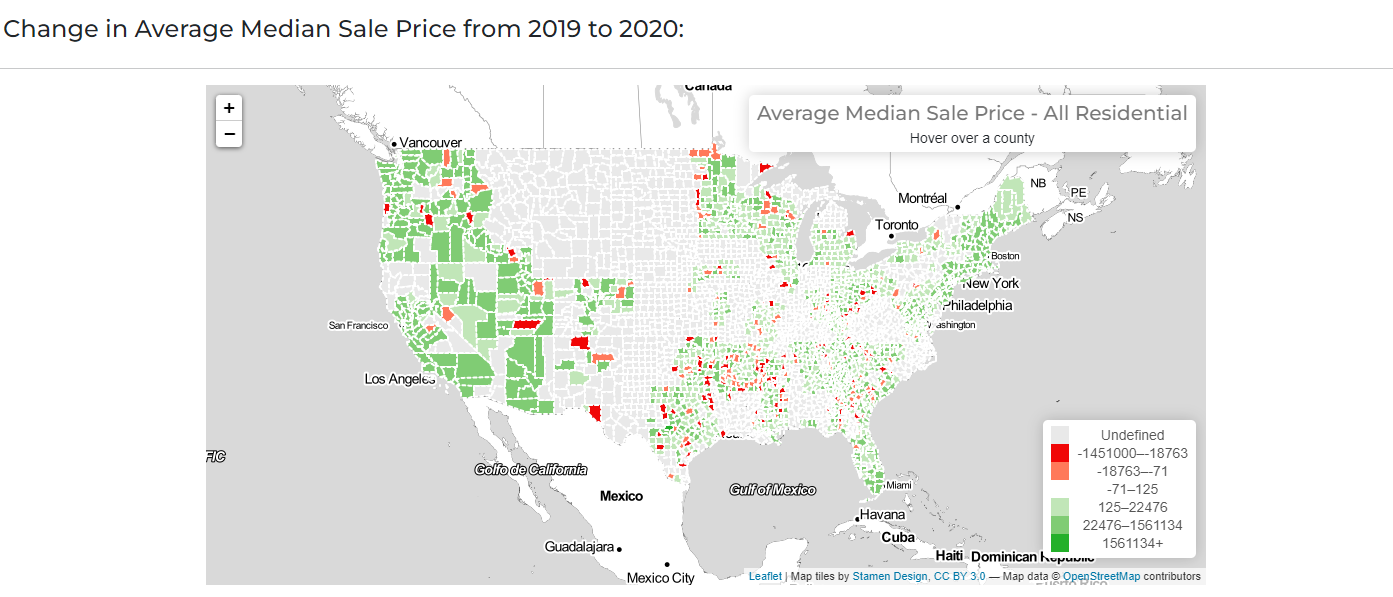 Change in Average Median Sale Price from 2019 to 2020:
+
−
Canada
Average Median Sale Price - All Residential
Hover over a county
Vancouver
NB
PE
Montréal
NS
Toronto
Boston
New York
Philadelphia
San Francisco
Los Angeles
Golfo de California
Gulf of Mexico
Mexico
Miami
Havana
Cuba
Guadalajara
Haiti Dominican Republic
Mexico City
Undefined
-1451000–-18763
-18763–-71
-71–125
125–22476
22476–1561134
1561134+
Leaflet | Map tiles by Stamen Design, CC BY 3.0 — Map data © OpenStreetMap contributors